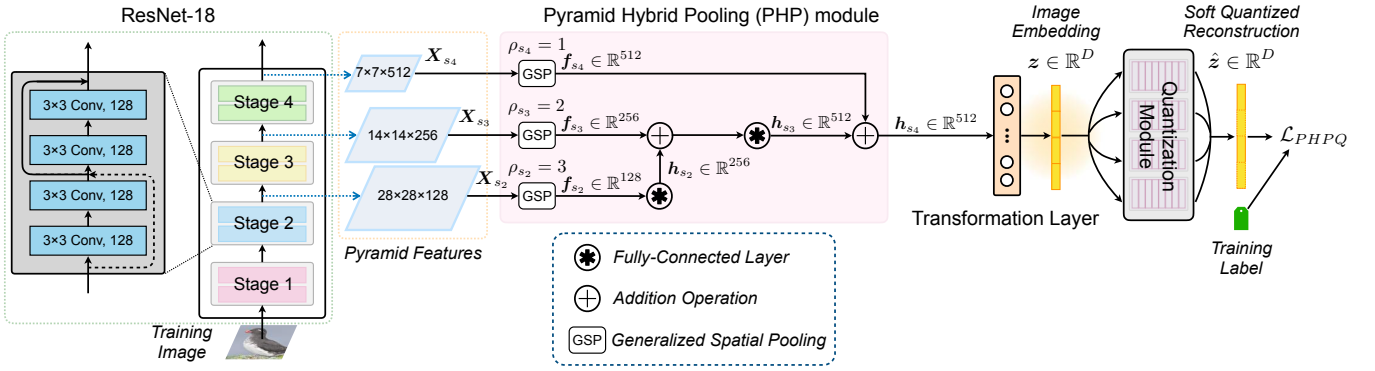 ResNet-18
3×3 Conv, 128
3×3 Conv, 128
3×3 Conv, 128
3×3 Conv, 128
Stage 4
Stage 3
Stage 2
Stage 1
Training
Image
7×7×512
14×14×256
28×28×128
Pyramid Features
X_{s_4}
X_{s_3}
X_{s_2}
Pyramid Hybrid Pooling (PHP) module
ρ_{s_4} = 1
GSP
f_{s_4} ∈ ℝ^{512}
ρ_{s_3} = 2
GSP
f_{s_3} ∈ ℝ^{256}
ρ_{s_2} = 3
GSP
f_{s_2} ∈ ℝ^{128}
h_{s_2} ∈ ℝ^{256}
h_{s_3} ∈ ℝ^{512}
h_{s_4} ∈ ℝ^{512}
Fully-Connected Layer
Addition Operation
GSP Generalized Spatial Pooling
Transformation Layer
Image
Embedding
z ∈ ℝ^D
Quantization
Module
Soft Quantized
Reconstruction
ẑ ∈ ℝ^D
ℒ_{PHPQ}
Training
Label